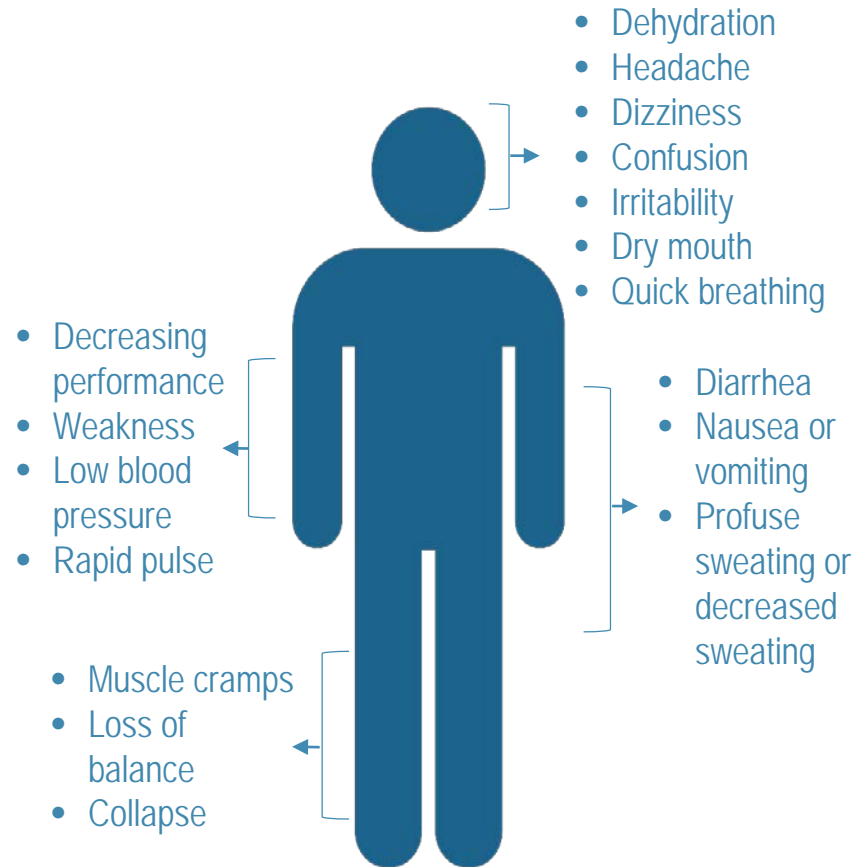 • Dehydration
• Headache
• Dizziness
• Confusion
• Irritability
• Dry mouth
• Quick breathing
• Decreasing
performance
• Weakness
• Low blood
pressure
• Rapid pulse
• Diarrhea
• Nausea or
vomiting
• Profuse
sweating or
decreased
sweating
• Muscle cramps
• Loss of
balance
• Collapse